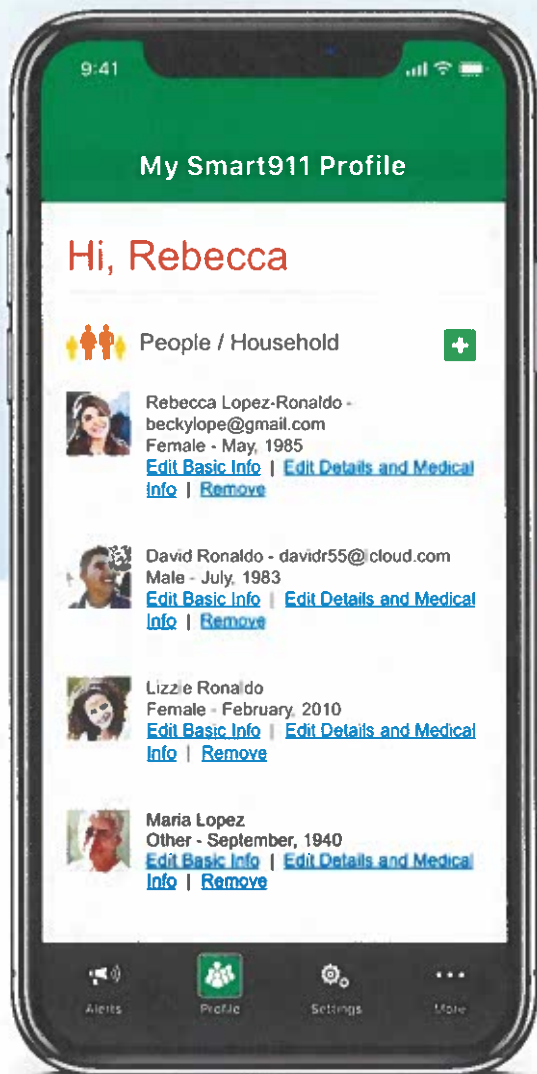 9:41
My Smart911 Profile
Hi, Rebecca
People / Household
Rebecca Lopez-Ronaldo -
beckylope@gmail.com
Female - May, 1985
Edit Basic Info | Edit Details and Medical
Info | Remove
David Ronaldo - davidr55@icloud.com
Male - July, 1983
Edit Basic Info | Edit Details and Medical
Info | Remove
Lizzie Ronaldo
Female - February, 2010
Edit Basic Info | Edit Details and Medical
Info | Remove
Maria Lopez
Other - September, 1940
Edit Basic Info | Edit Details and Medical
Info | Remove
Alerts Profile Settings More